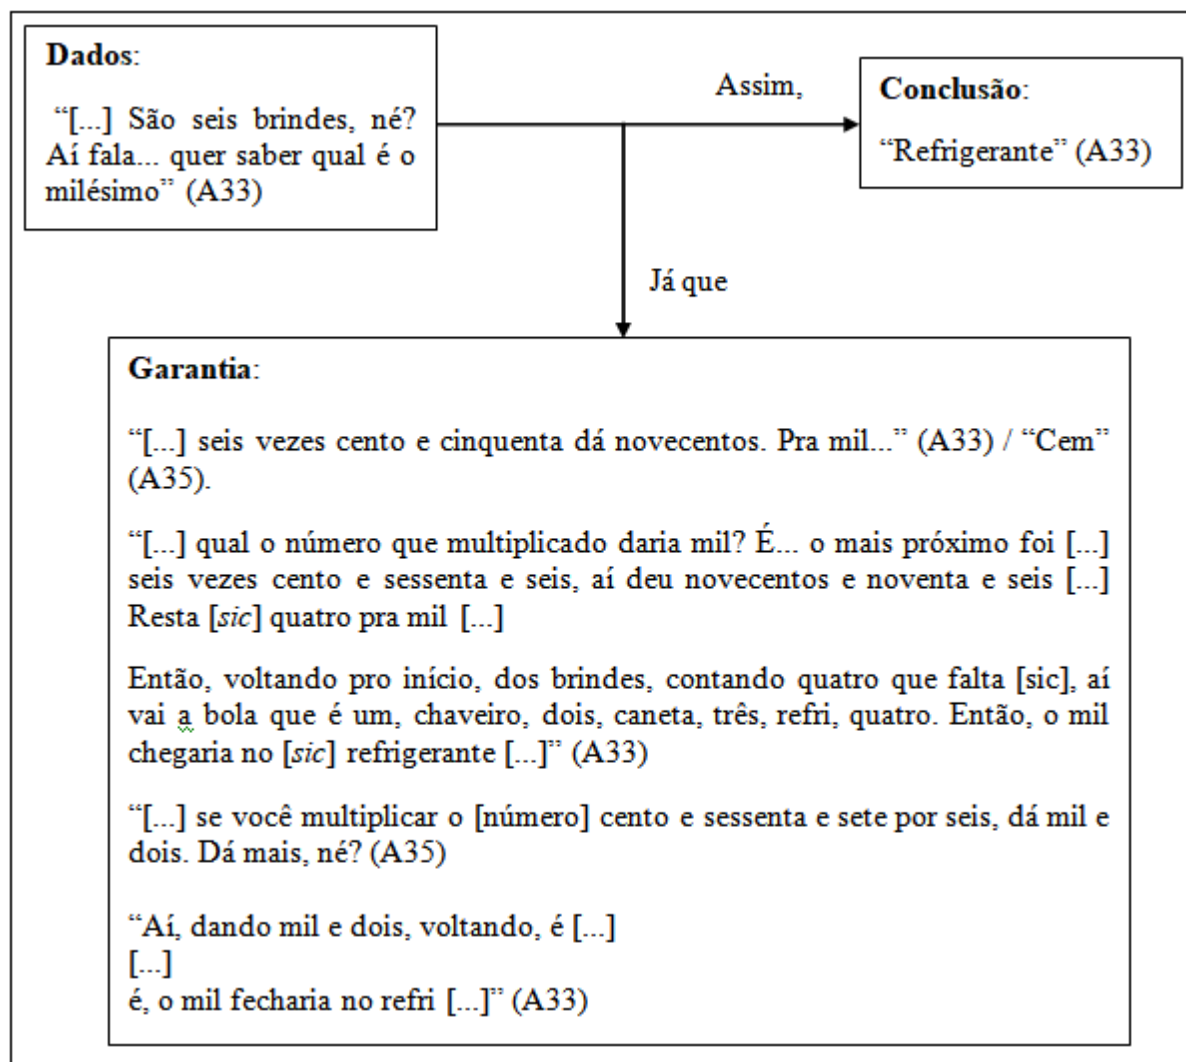 Dados:
“[...] São seis brindes, né?
Aí fala... quer saber qual é o
milésimo” (A33)
Assim,
Conclusão:
“Refrigerante” (A33)
Já que
Garantia:
“[...] seis vezes cento e cinquenta dá novecentos. Pra mil...” (A33) / “Cem”
(A35).
“[...] qual o número que multiplicado daria mil? É... o mais próximo foi [...]
seis vezes cento e sessenta e seis, aí deu novecentos e noventa e seis [...]
Resta [sic] quatro pra mil [...]
Então, voltando pro início, dos brindes, contando quatro que falta [sic], aí
vai a bola que é um, chaveiro, dois, caneta, três, refri, quatro. Então, o mil
chegaria no [sic] refrigerante [...]” (A33)
“[...] se você multiplicar o [número] cento e sessenta e sete por seis, dá mil e
dois. Dá mais, né? (A35)
“Aí, dando mil e dois, voltando, é [...]
[...]
é, o mil fecharia no refri [...]” (A33)